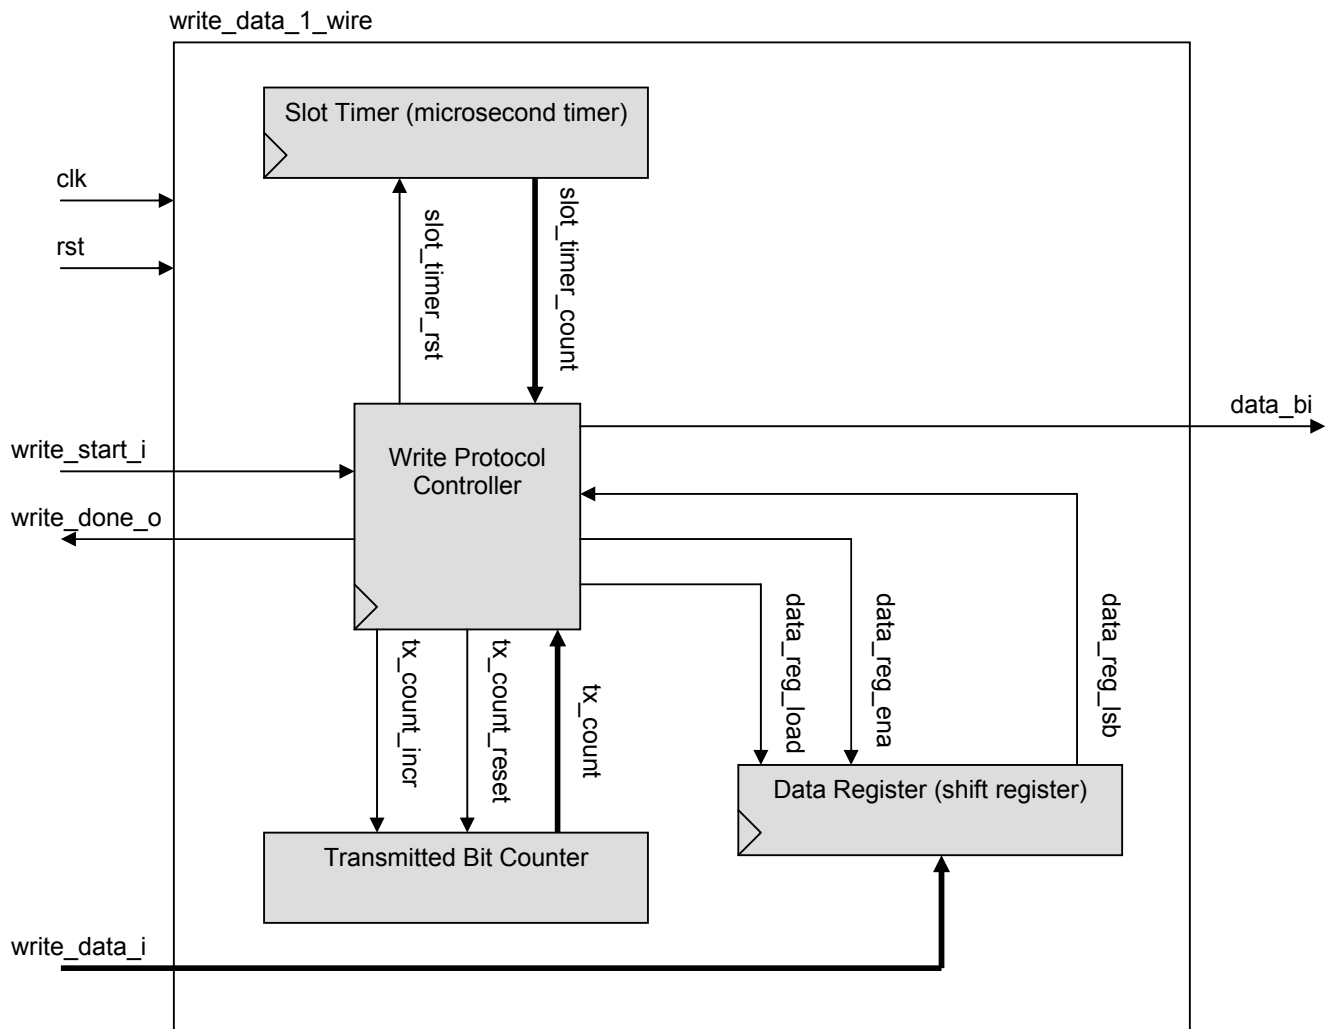 write_data_1_wire
Slot Timer (microsecond timer)
clk
rst
slot_timer_rst
slot_timer_count
data_bi
write_start_i
Write Protocol
Controller
write_done_o
tx_count_incr
tx_count_reset
tx_count
data_reg_load
data_reg_ena
data_reg_lsb
Data Register (shift register)
Transmitted Bit Counter
write_data_i